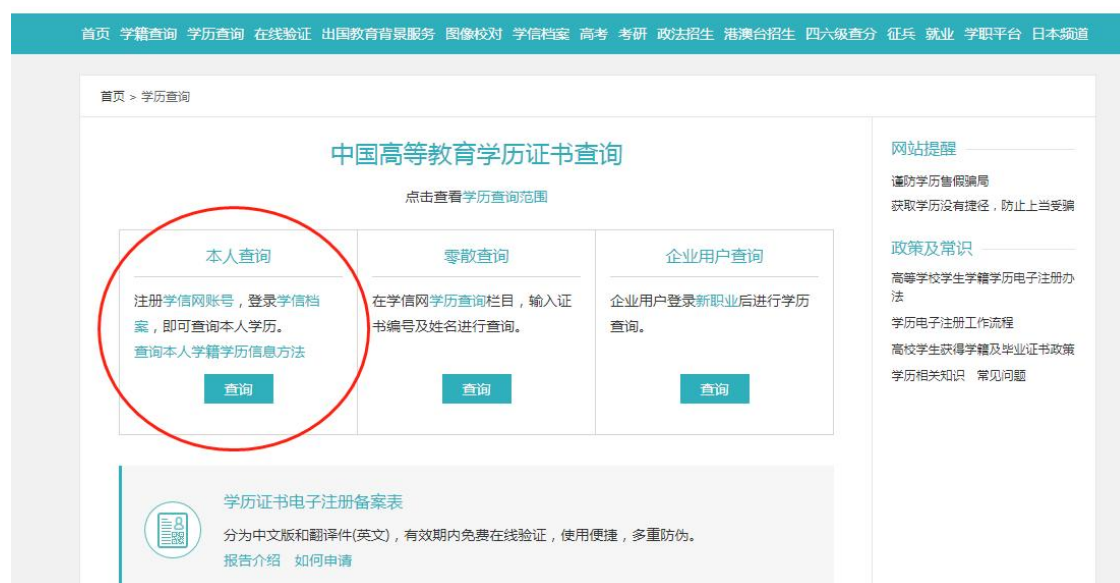 首页 学籍查询 学历查询 在线验证 出国教育背景服务 图像校对 学信档案 高考 考研 政法招生 港澳台招生 四六级查分 征兵 就业 学职平台 日本频道
首页 > 学历查询
中国高等教育学历证书查询
点击查看学历查询范围
本人查询
注册学信网账号，登录学信档
案，即可查询本人学历。
查询本人学籍学历信息方法
查询
零散查询
在学信网学历查询栏目，输入证
书编号及姓名进行查询。
查询
企业用户查询
企业用户登录新职业后进行学历
查询。
查询
学历证书电子注册备案表
分为中文版和翻译件(英文)，有效期内免费在线验证，使用便捷，多重防伪。
报告介绍 如何申请
网站提醒
谨防学历售假骗局
获取学历没有捷径，防止上当受骗
政策及常识
高等学校学生学籍学历电子注册办
法
学历电子注册工作流程
高校学生获得学籍及毕业证书政策
学历相关知识 常见问题